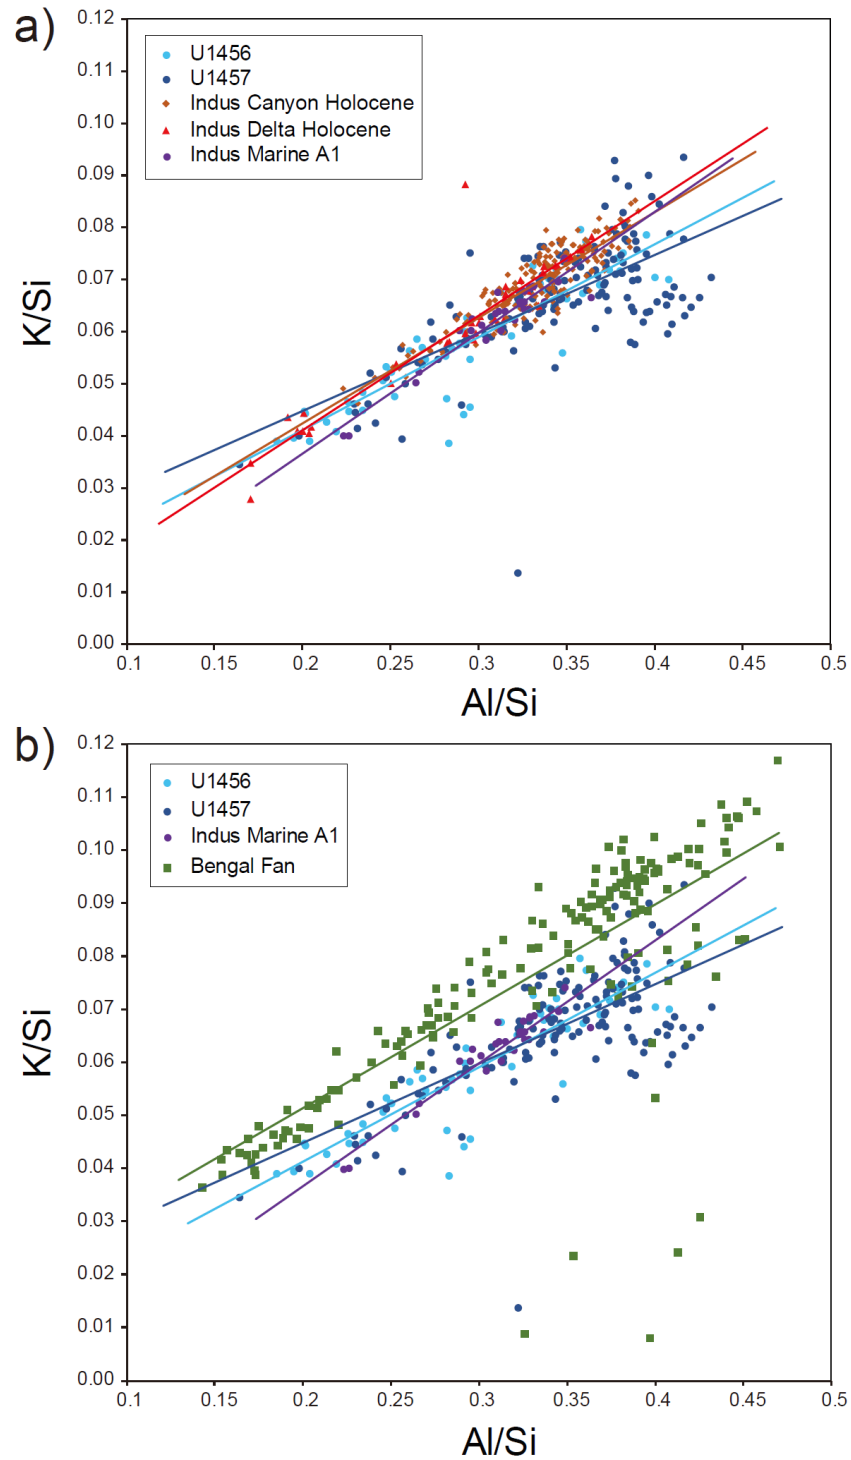 a)
K/Si
0.12
0.11
0.10
0.09
0.08
0.07
0.06
0.05
0.04
0.03
0.02
0.01
0.00
U1456
U1457
Indus Canyon Holocene
Indus Delta Holocene
Indus Marine A1
0.1 0.15 0.2 0.25 0.3 0.35 0.4 0.45 0.5
Al/Si
b)
K/Si
0.12
0.11
0.10
0.09
0.08
0.07
0.06
0.05
0.04
0.03
0.02
0.01
0.00
U1456
U1457
Indus Marine A1
Bengal Fan
0.1 0.15 0.2 0.25 0.3 0.35 0.4 0.45 0.5
Al/Si